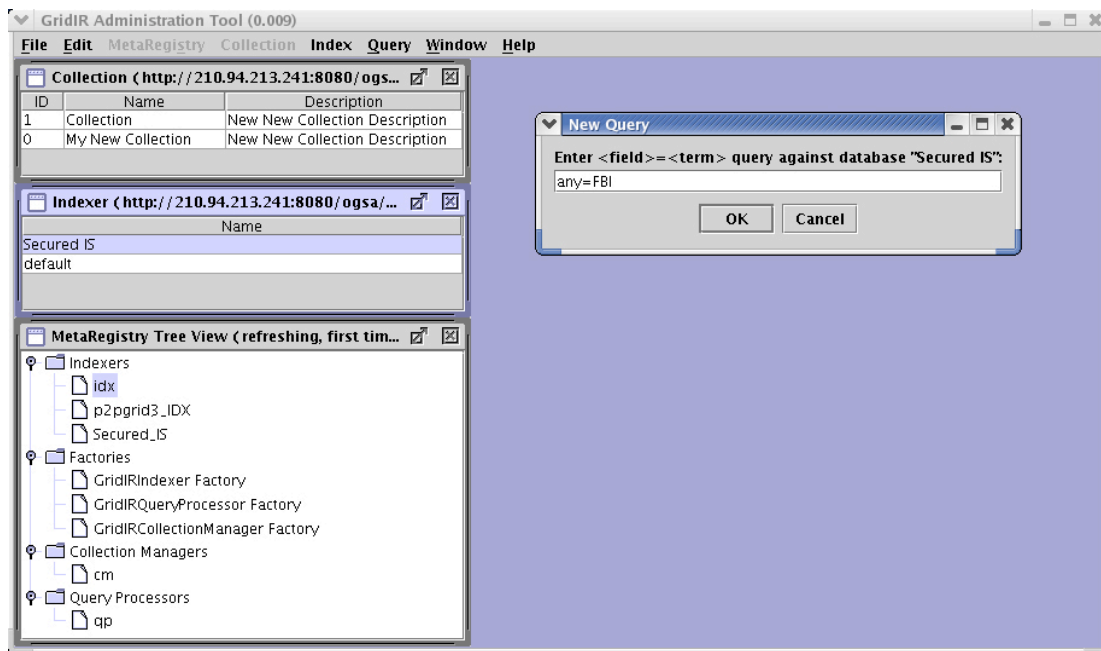 GridIR Administration Tool (0.009)
File Edit MetaRegistry Collection Index Query Window Help
Collection (http://210.94.213.241:8080/ogs...
ID Name Description
1 Collection New New Collection Description
0 My New Collection New New Collection Description
Indexer (http://210.94.213.241:8080/ogsa/...
Name
Secured IS
default
MetaRegistry Tree View (refreshing, first tim...
Indexers
idx
p2pgrid3_IDX
Secured_IS
Factories
GridIRIndexer Factory
GridIRQueryProcessor Factory
GridIRCollectionManager Factory
Collection Managers
cm
Query Processors
qp
New Query
Enter <field>=<term> query against database "Secured IS":
any=FBI
OK Cancel